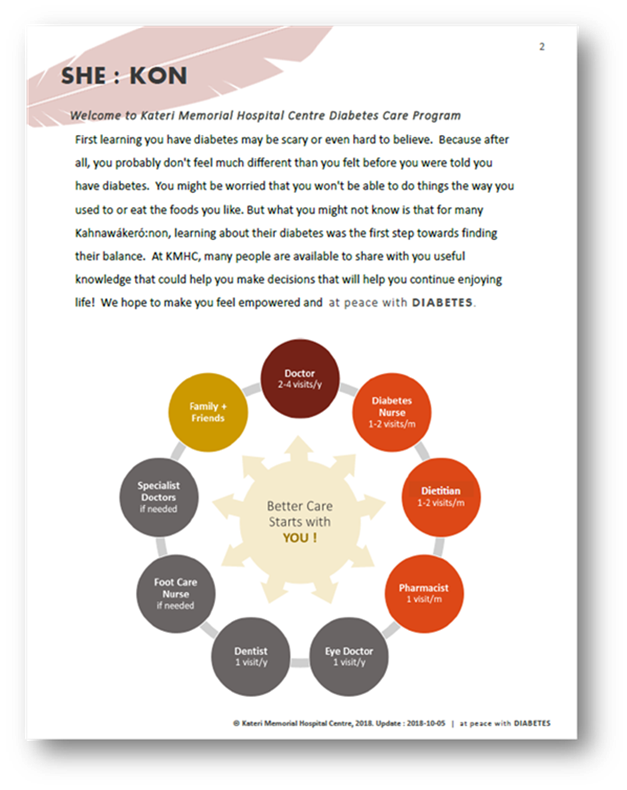 2
SHE : KON
Welcome to Kateri Memorial Hospital Centre Diabetes Care Program
First learning you have diabetes may be scary or even hard to believe.  Because after
all, you probably don't feel much different than you felt before you were told you
have diabetes.  You might be worried that you won't be able to do things the way you
used to or eat the foods you like. But what you might not know is that for many
Kahnawákeró:non, learning about their diabetes was the first step towards finding
their balance.  At KMHC, many people are available to share with you useful
knowledge that could help you make decisions that will help you continue enjoying
life!  We hope to make you feel empowered and  at peace with DIABETES.
Doctor
2-4 visits/y
Diabetes
Nurse
1-2 visits/m
Dietitian
1-2 visits/m
Pharmacist
1 visit/m
Eye Doctor
1 visit/y
Dentist
1 visit/y
Foot Care
Nurse
if needed
Specialist
Doctors
if needed
Family +
Friends
Better Care
Starts with
YOU !
© Kateri Memorial Hospital Centre, 2018. Update : 2018-10-05  |  at peace with DIABETES